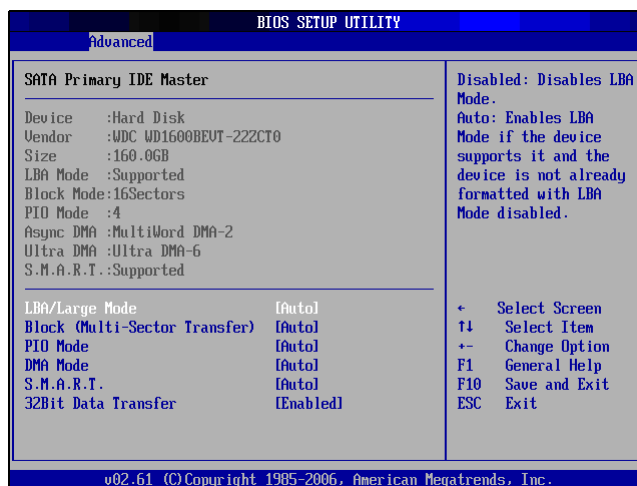 BIOS SETUP UTILITY
Advanced
SATA Primary IDE Master
Device :Hard Disk
Vendor :WDC WD1600BEVT-22ZCT0
Size :160.0GB
LBA Mode :Supported
Block Mode:16Sectors
PIO Mode :4
Async DMA :MultiWord DMA-2
Ultra DMA :Ultra DMA-6
S.M.A.R.T.:Supported
LBA/Large Mode [Auto]
Block (Multi-Sector Transfer) [Auto]
PIO Mode [Auto]
DMA Mode [Auto]
S.M.A.R.T. [Auto]
32Bit Data Transfer [Enabled]
Disabled: Disables LBA
Mode.
Auto: Enables LBA
Mode if the device
supports it and the
device is not already
formatted with LBA
Mode disabled.
← Select Screen
↑↓ Select Item
+- Change Option
F1 General Help
F10 Save and Exit
ESC Exit
v02.61 (C)Copyright 1985-2006, American Megatrends, Inc.